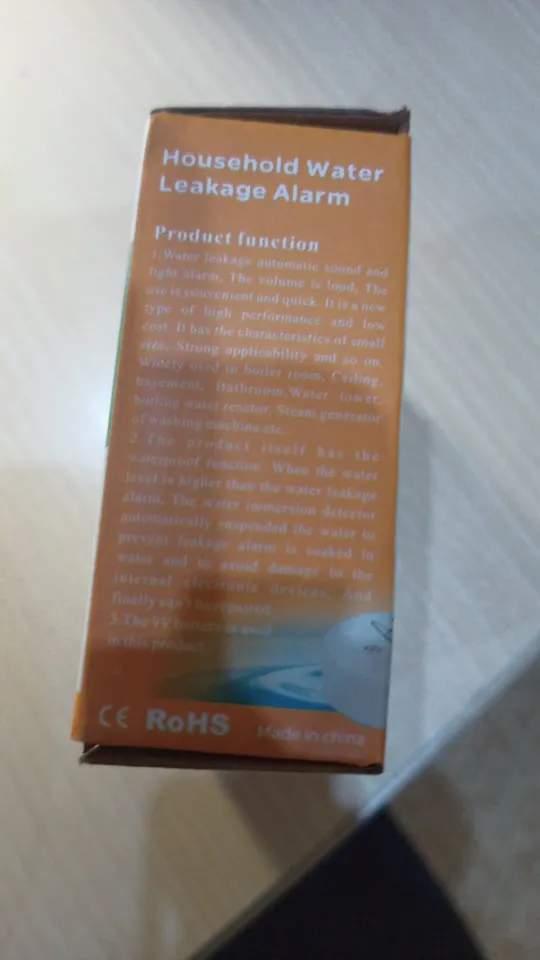 Household Water
Leakage Alarm
Product function
1.Water leakage automatic sound and
light alarm, The volume is loud, The
use is convenient and quick. It is a new
type of high performance and low
cost. It has the characteristics of small
size, Strong applicability and so on.
Widely used in boiler room, Ceiling,
basement, Bathroom,Water tower,
boiling water reactor, Steam generator
of washing machine etc.
2.The product itself has the
waterproof function. When the water
level is higher than the water leakage
alarm, The water immersion detector
automatically suspended the water to
prevent leakage alarm is soaked in
water and to avoid damage to the
internal electronic devices, And
finally can't be repaired
3.The 9V battery is used
in this product.
CE RoHS Made in china